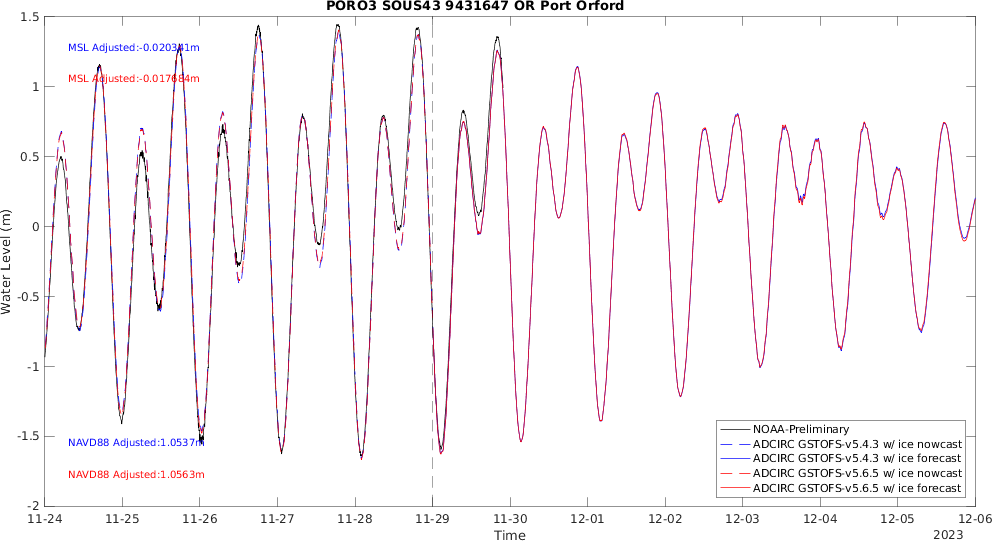 PORO3 SOUS43 9431647 OR Port Orford
MSL Adjusted:-0.020341m
MSL Adjusted:-0.017684m
NAVD88 Adjusted:1.0537m
NAVD88 Adjusted:1.0563m
Water Level (m)
1.5
1
0.5
0
-0.5
-1
-1.5
-2
NOAA-Preliminary
ADCIRC GSTOFS-v5.4.3 w/ ice nowcast
ADCIRC GSTOFS-v5.4.3 w/ ice forecast
ADCIRC GSTOFS-v5.6.5 w/ ice nowcast
ADCIRC GSTOFS-v5.6.5 w/ ice forecast
11-24 11-25 11-26 11-27 11-28 11-29 11-30 12-01 12-02 12-03 12-04 12-05 12-06
Time
2023